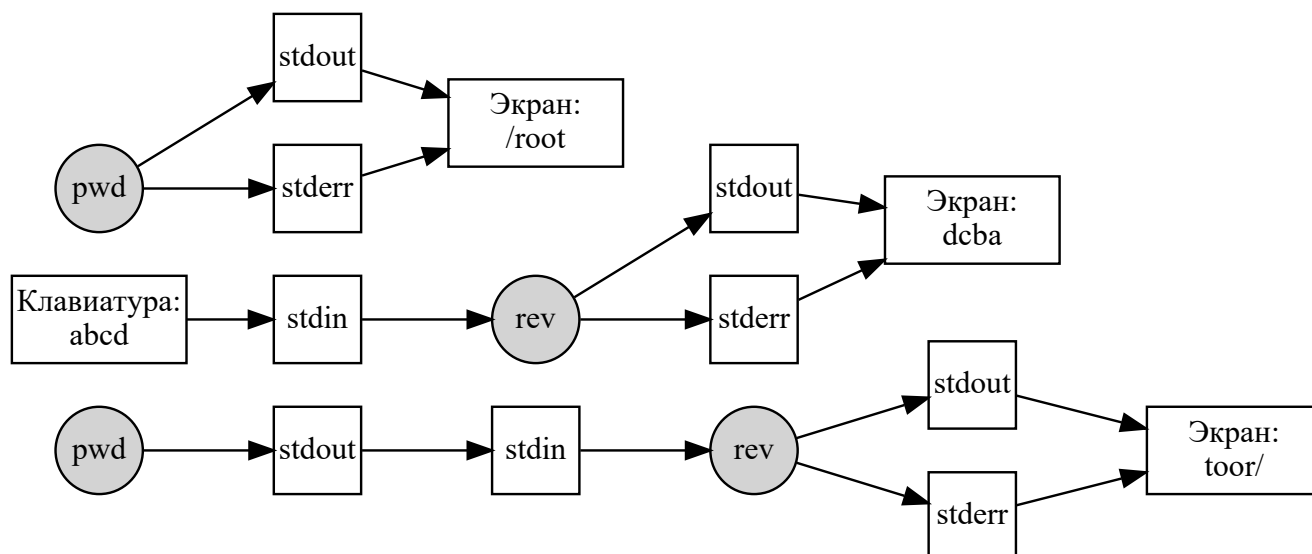 stdout
Экран:
/root
pwd
stderr
stdout
Экран:
dcba
Клавиатура:
abcd
stdin
rev
stderr
stdout
Экран:
toor/
pwd
stdout
stdin
rev
stderr